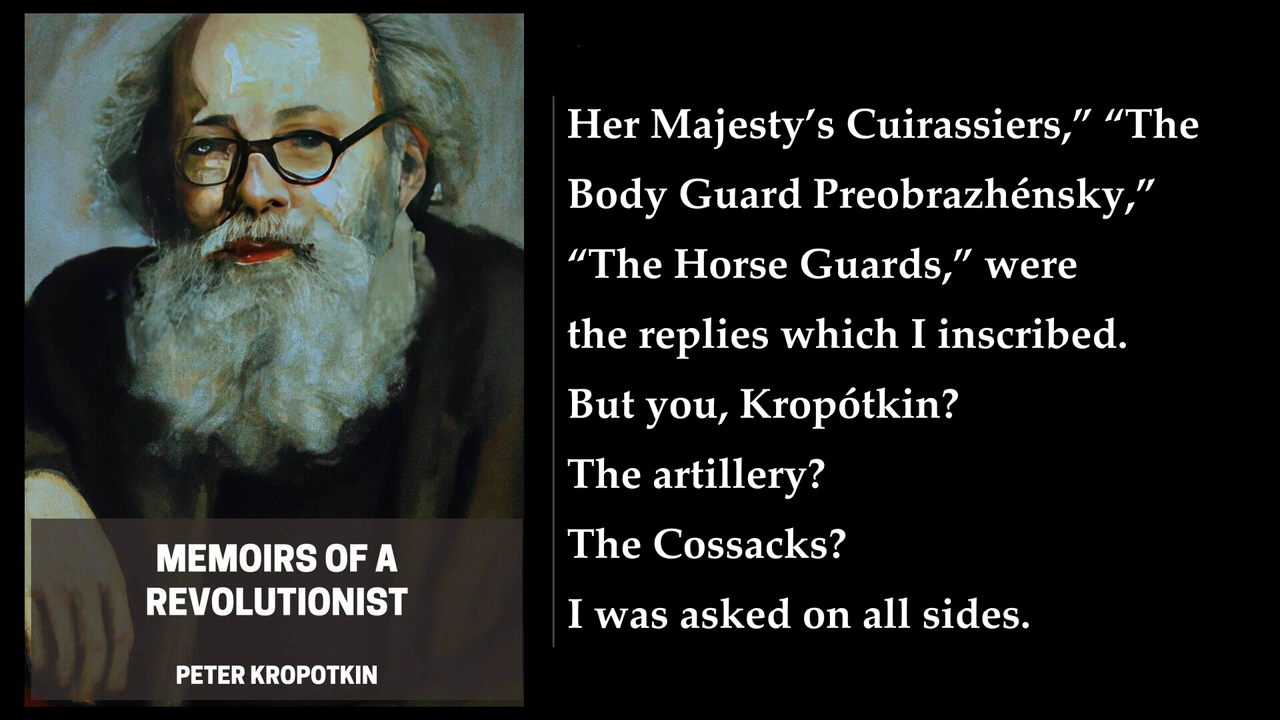 MEMOIRS OF A
REVOLUTIONIST
PETER KROPOTKIN
Her Majesty’s Cuirassiers,” “The
Body Guard Preobrazhénsky,”
“The Horse Guards,” were
the replies which I inscribed.
But you, Kropótkin?
The artillery?
The Cossacks?
I was asked on all sides.